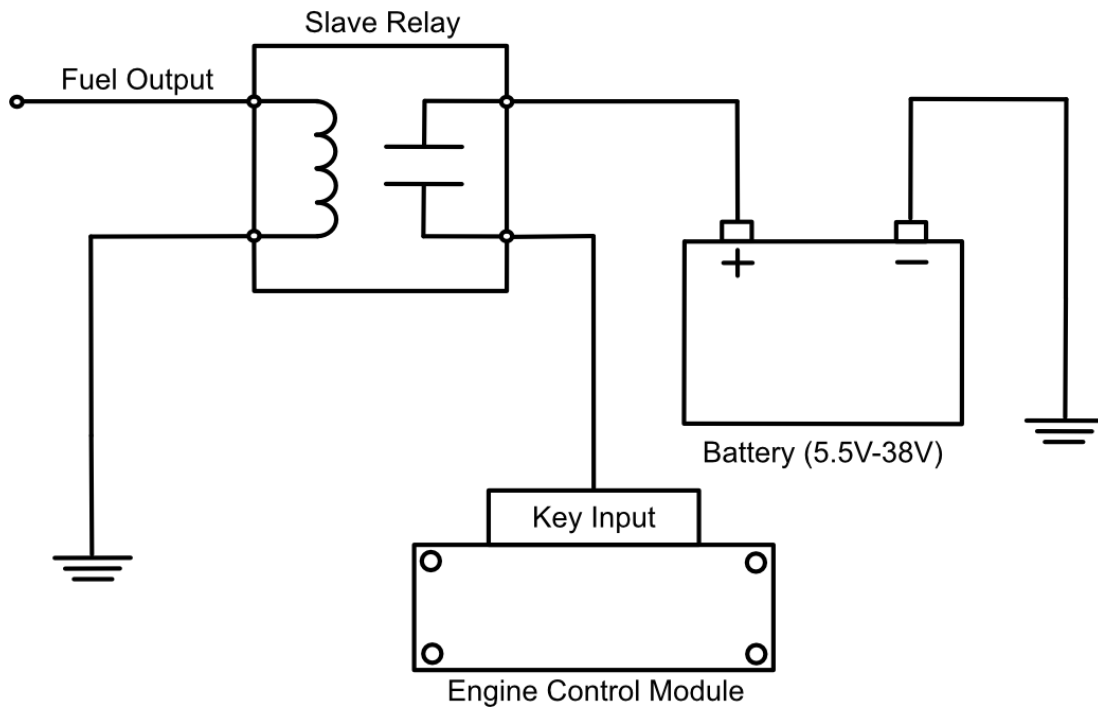 Slave Relay
Fuel Output
+
−
Battery (5.5V-38V)
Key Input
Engine Control Module